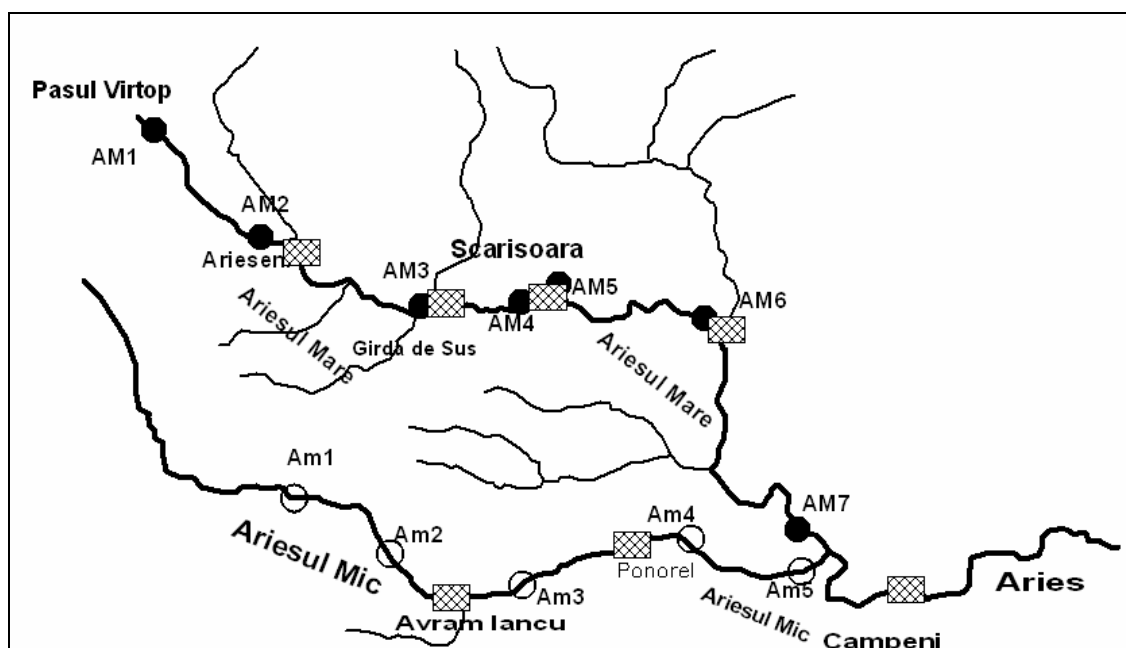 Pasul Virtop
AM1
AM2
Ariesen
Scarisoara
AM3
AM5
AM4
AM6
Ariesul Mare
Girda de Sus
Ariesul Mare
Am1
Ariesul Mic
Am2
Am4
AM7
Ponorel
Am3
Am5
Aries
Ariesul Mic
Avram Iancu
Campeni